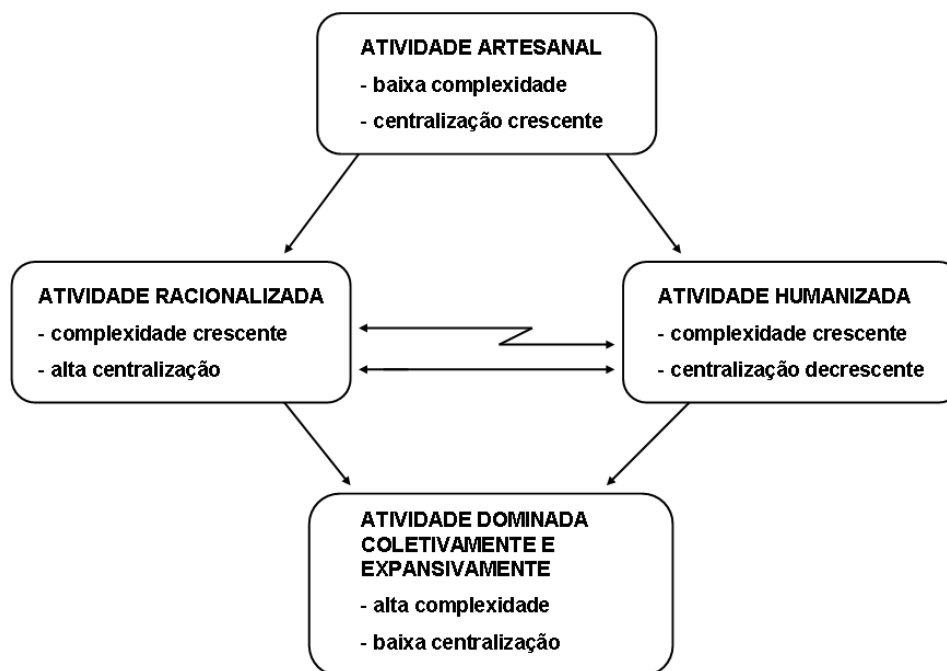 ATIVIDADE ARTESANAL
- baixa complexidade
- centralização crescente
ATIVIDADE RACIONALIZADA
- complexidade crescente
- alta centralização
ATIVIDADE HUMANIZADA
- complexidade crescente
- centralização decrescente
ATIVIDADE DOMINADA
COLETIVAMENTE E
EXPANSIVAMENTE
- alta complexidade
- baixa centralização